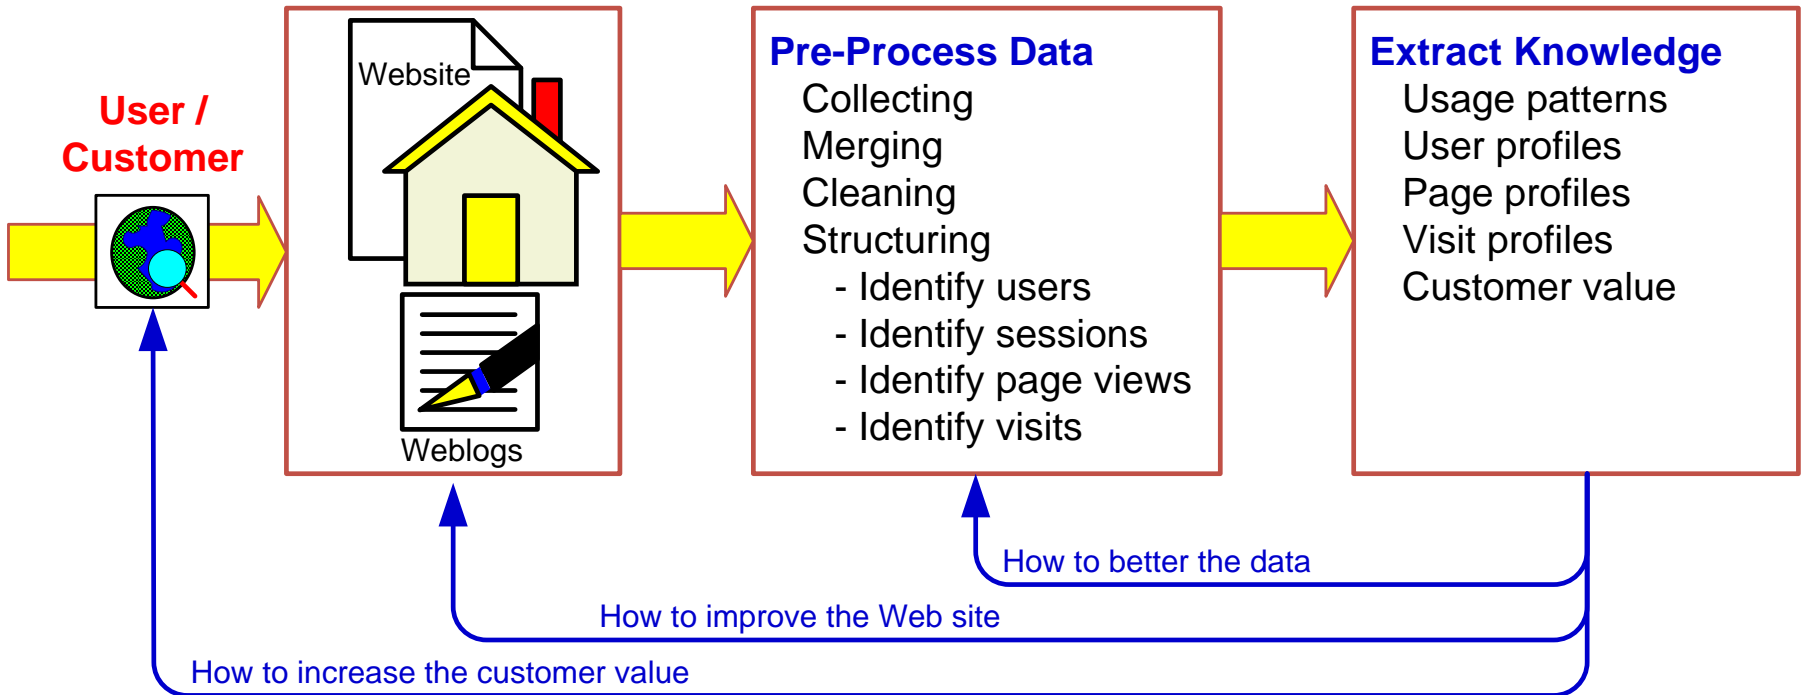 User /
Customer
Website
Weblogs
Pre-Process Data
Collecting
Merging
Cleaning
Structuring
- Identify users
- Identify sessions
- Identify page views
- Identify visits
Extract Knowledge
Usage patterns
User profiles
Page profiles
Visit profiles
Customer value
How to better the data
How to improve the Web site
How to increase the customer value